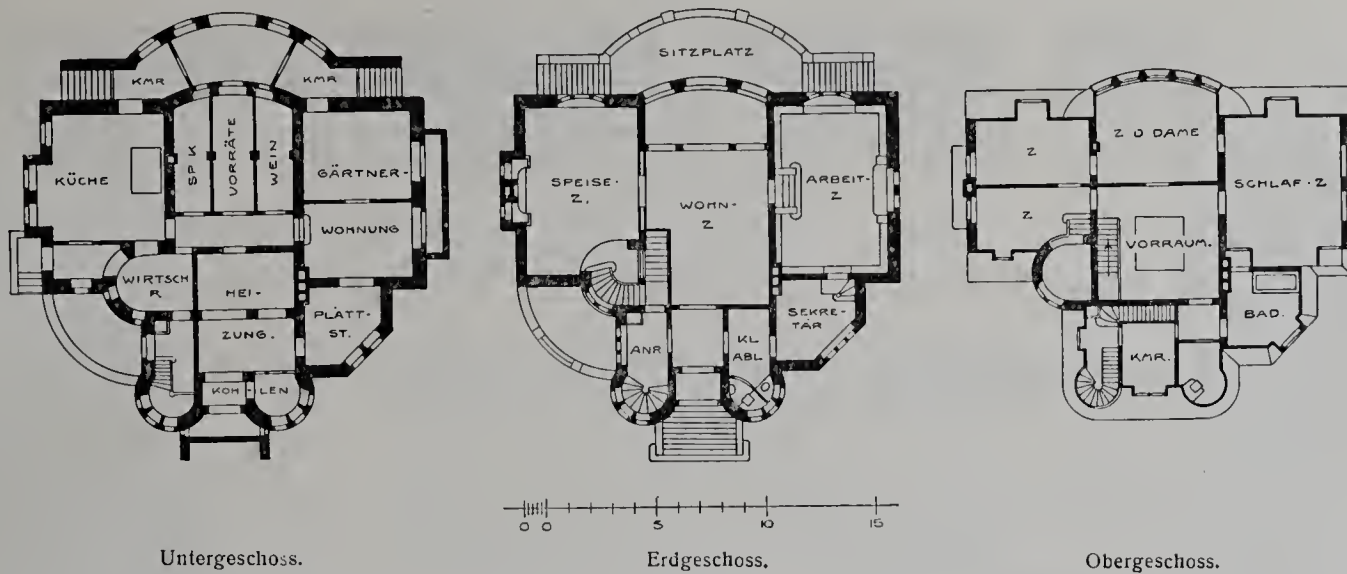 KMR
KMR
KÜCHE
SP. K
VORRÄTE
WEIN
GÄRTNER-
WOHNUNG
WIRTSCH
R
HEI-
ZUNG.
PLÄTT-
ST.
KOH-LEN
SITZPLATZ
SPEISE-
Z.
WOHN-
Z
ARBEIT-
Z
SEKRE-
TÄR
ANR
KL
ABL
Z
Z D DAME
Z
SCHLAF-Z
VORRAUM.
BAD.
KMR.
0 0 5 10 15
Untergeschoss.
Erdgeschoss.
Obergeschoss.